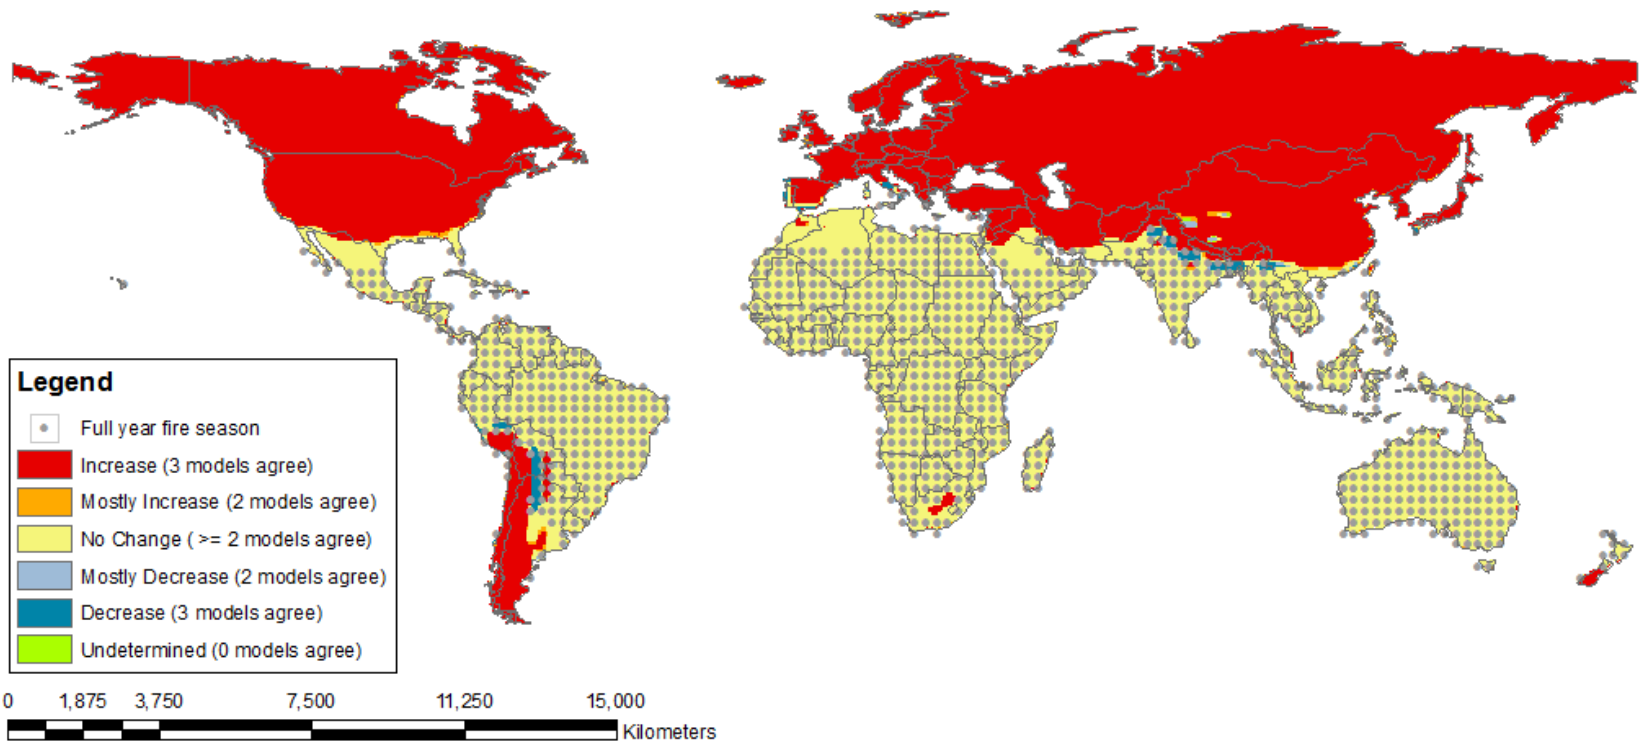 Legend
Full year fire season
Increase (3 models agree)
Mostly Increase (2 models agree)
No Change ( >= 2 models agree)
Mostly Decrease (2 models agree)
Decrease (3 models agree)
Undetermined (0 models agree)
0 1,875 3,750 7,500 11,250 15,000
Kilometers